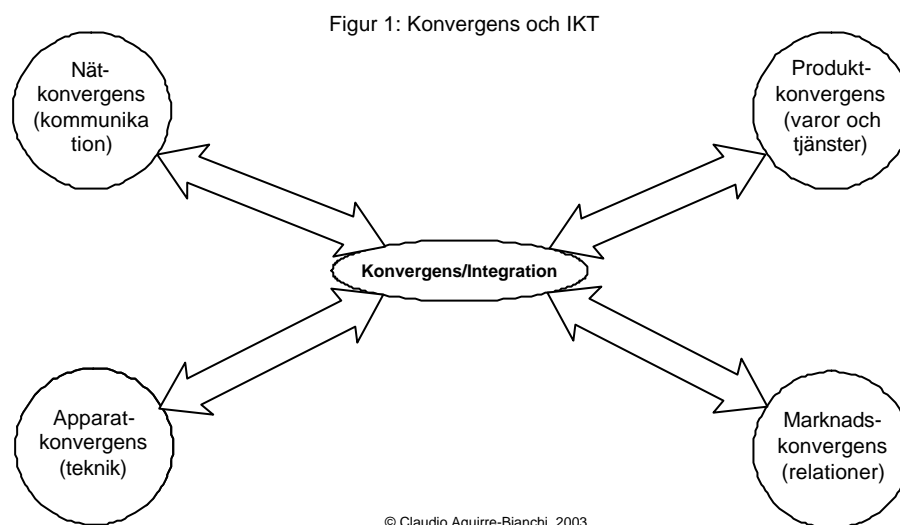 Figur 1: Konvergens och IKT
Nät-
konvergens
(kommunika
tion)
Produkt-
konvergens
(varor och
tjänster)
Konvergens/Integration
Apparat-
konvergens
(teknik)
Marknads-
konvergens
(relationer)
© Claudio Aguirre-Bianchi, 2003